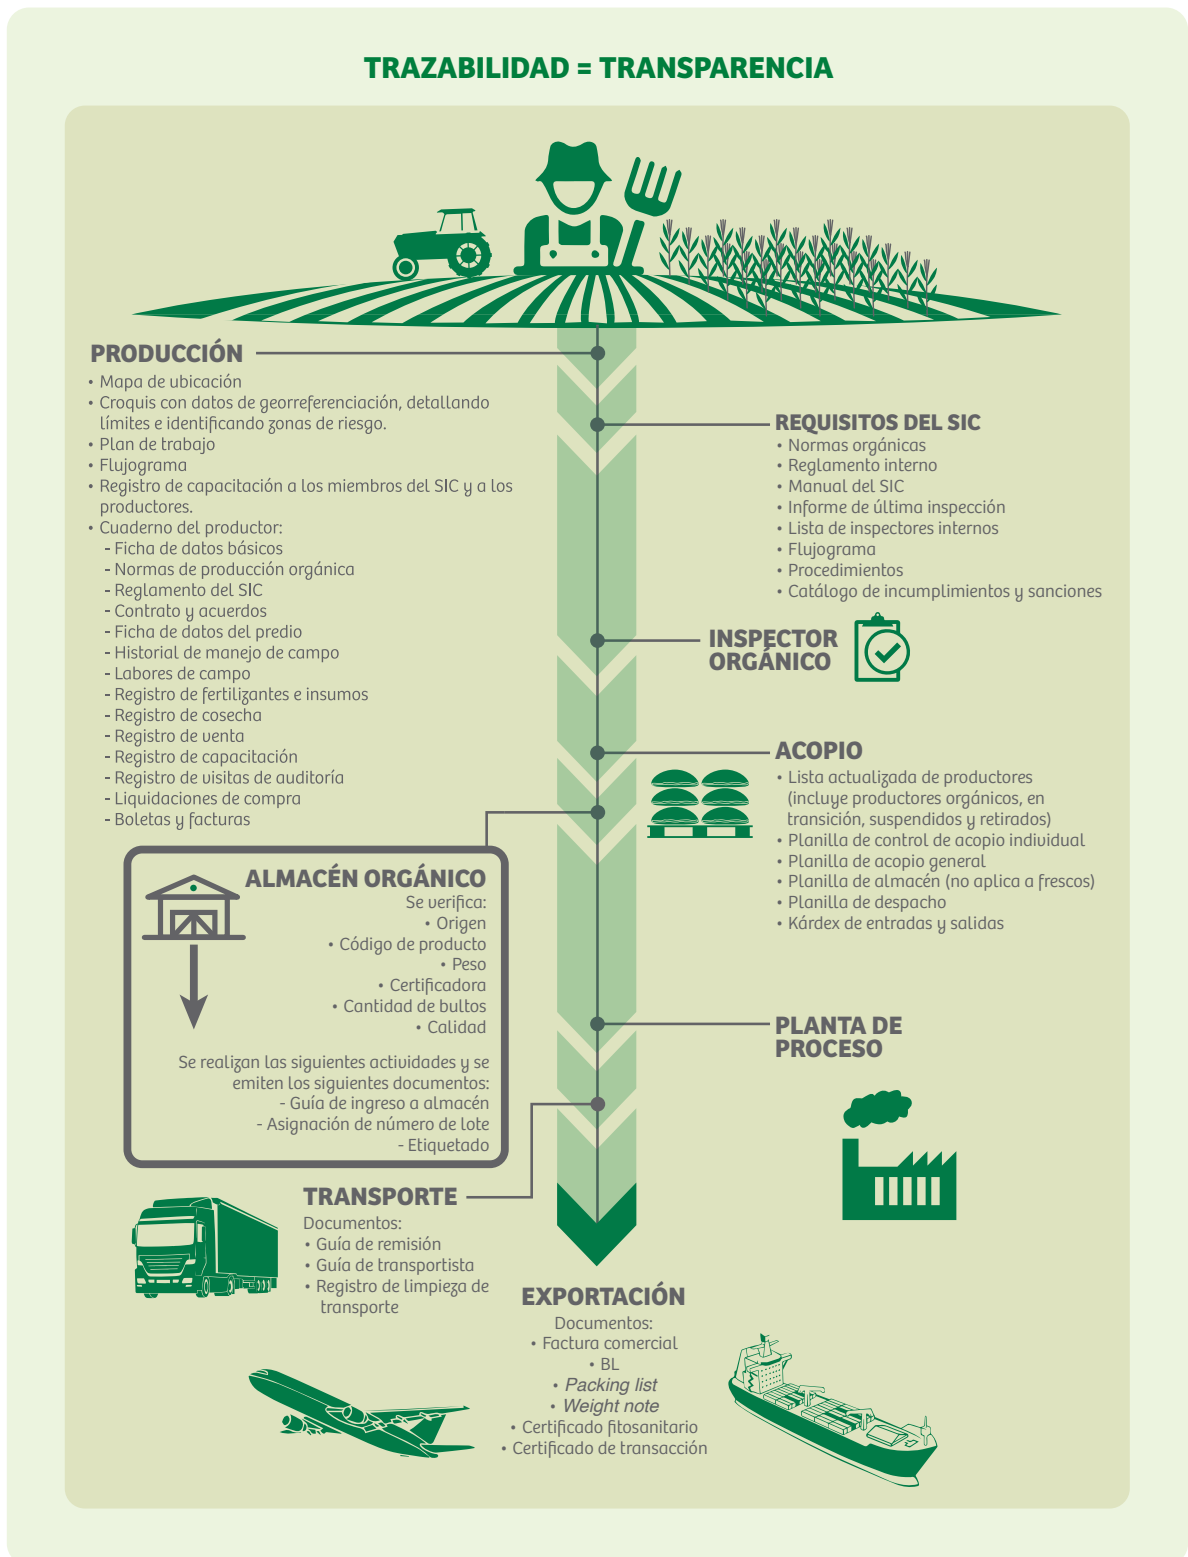 TRAZABILIDAD = TRANSPARENCIA
PRODUCCIÓN
• Mapa de ubicación
• Croquis con datos de georreferenciación, detallando
límites e identificando zonas de riesgo.
• Plan de trabajo
• Flujograma
• Registro de capacitación a los miembros del SIC y a los
productores.
• Cuaderno del productor:
- Ficha de datos básicos
- Normas de producción orgánica
- Reglamento del SIC
- Contrato y acuerdos
- Ficha de datos del predio
- Historial de manejo de campo
- Labores de campo
- Registro de fertilizantes e insumos
- Registro de cosecha
- Registro de venta
- Registro de capacitación
- Registro de visitas de auditoría
- Liquidaciones de compra
- Boletas y facturas
REQUISITOS DEL SIC
• Normas orgánicas
• Reglamento interno
• Manual del SIC
• Informe de última inspección
• Lista de inspectores internos
• Flujograma
• Procedimientos
• Catálogo de incumplimientos y sanciones
INSPECTOR
ORGÁNICO
ACOPIO
• Lista actualizada de productores
(incluye productores orgánicos, en
transición, suspendidos y retirados)
• Planilla de control de acopio individual
• Planilla de acopio general
• Planilla de almacén (no aplica a frescos)
• Planilla de despacho
• Kárdex de entradas y salidas
ALMACÉN ORGÁNICO
Se verifica:
• Origen
• Código de producto
• Peso
• Certificadora
• Cantidad de bultos
• Calidad
Se realizan las siguientes actividades y se
emiten los siguientes documentos:
- Guía de ingreso a almacén
- Asignación de número de lote
- Etiquetado
PLANTA DE
PROCESO
TRANSPORTE
Documentos:
• Guía de remisión
• Guía de transportista
• Registro de limpieza de
transporte
EXPORTACIÓN
Documentos:
• Factura comercial
• BL
• Packing list
• Weight note
• Certificado fitosanitario
• Certificado de transacción